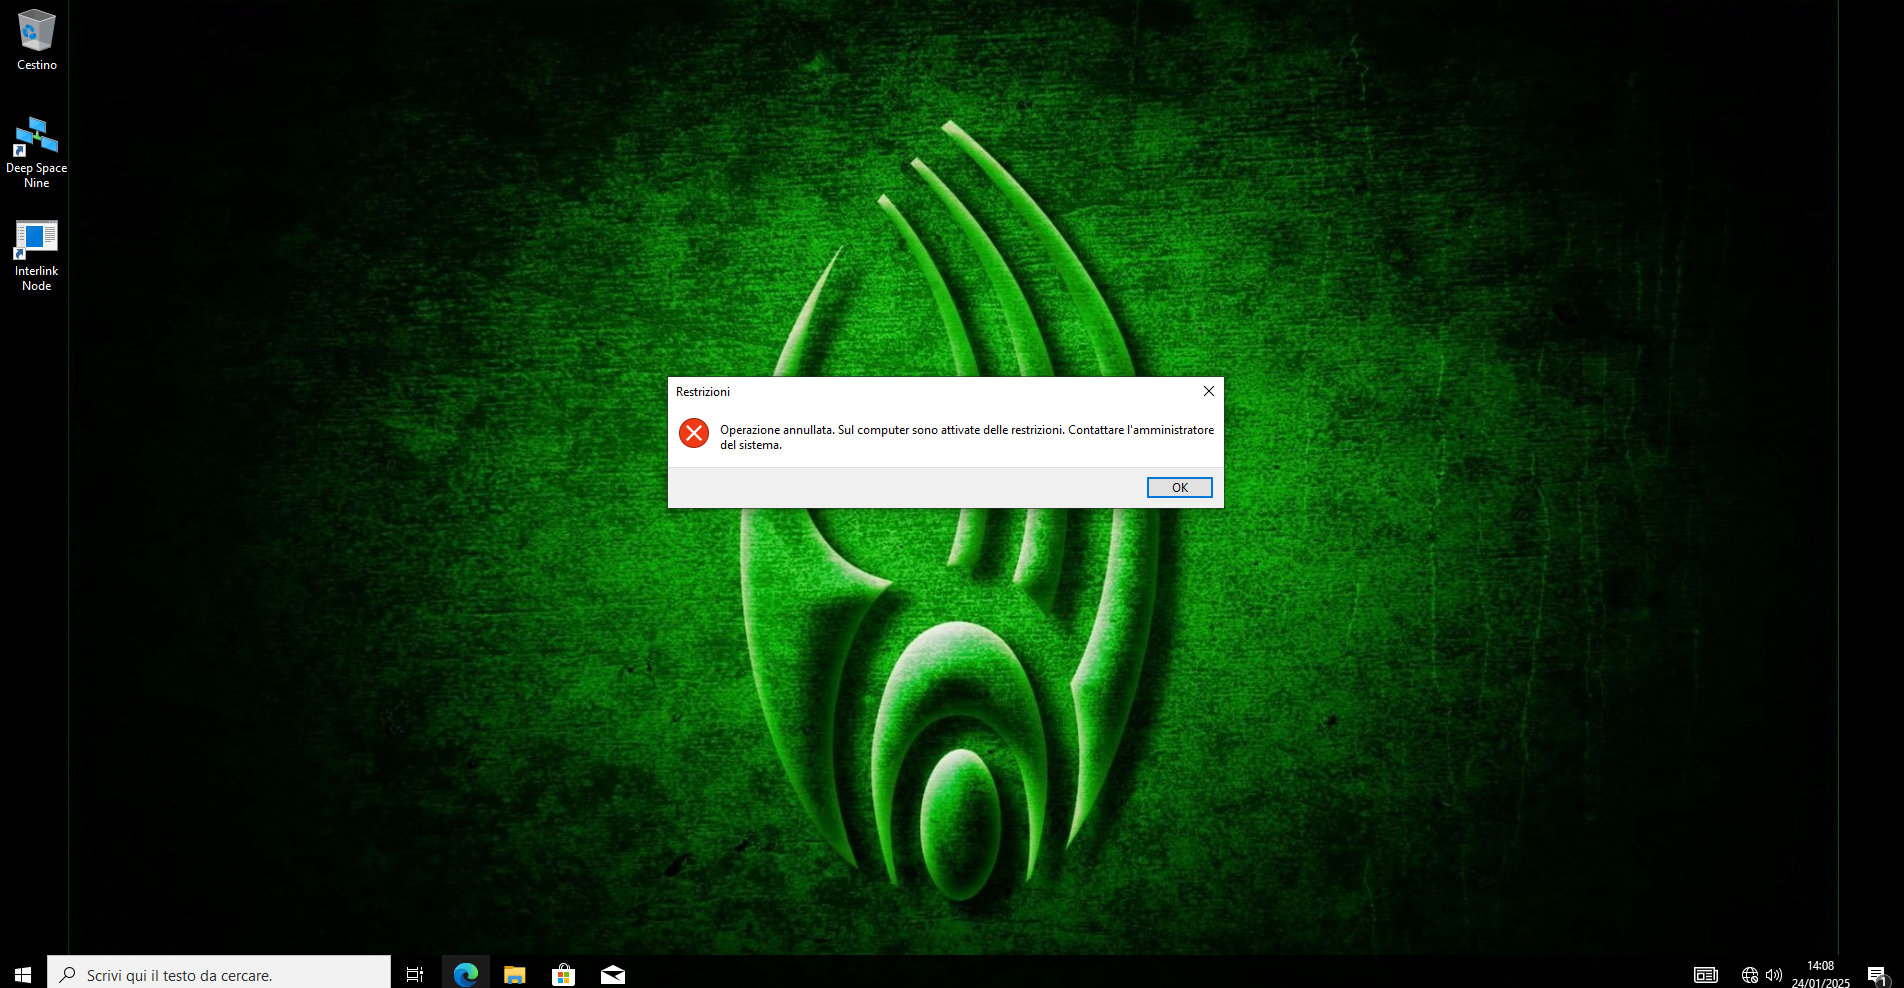 Cestino
Deep Space
Nine
Interlink
Node
Restrizioni
Operazione annullata. Sul computer sono attivate delle restrizioni. Contattare l'amministratore
del sistema.
OK
Scrivi qui il testo da cercare.
14:08
24/01/2025
1